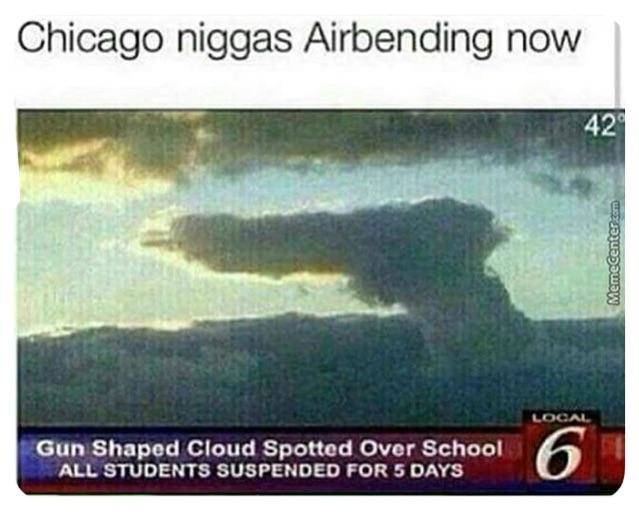 Chicago niggas Airbending now
42°
MemeCenter.com
LOCAL
6
Gun Shaped Cloud Spotted Over School
ALL STUDENTS SUSPENDED FOR 5 DAYS